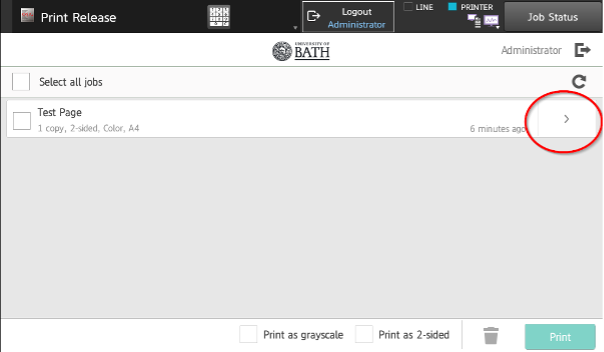 Print Release
Logout
Administrator
LINE
PRINTER
Job Status
UNIVERSITY OF
BATH
Administrator
Select all jobs
Test Page
1 copy, 2-sided, Color, A4
6 minutes ago
Print as grayscale
Print as 2-sided
Print